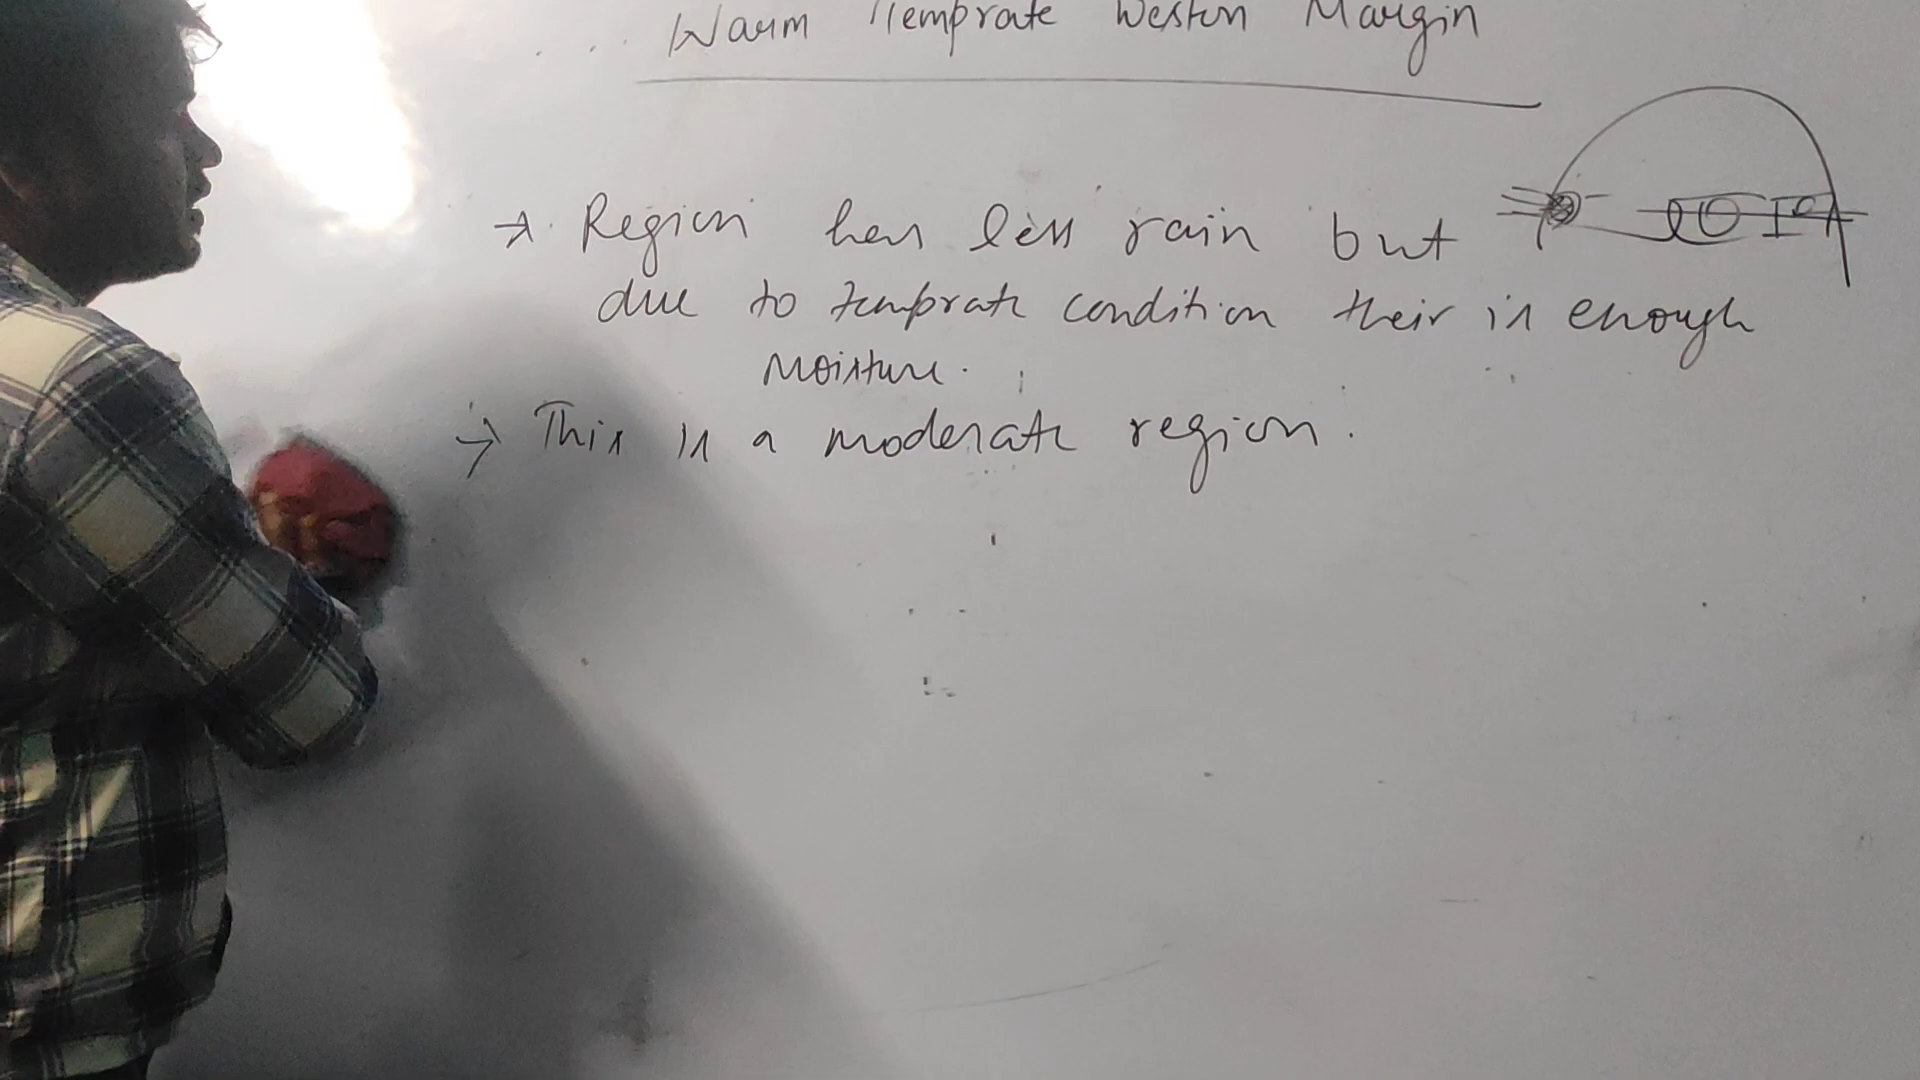 Warm Temprate Western Margin
→ Region has less rain but
due to temprate condition their is enough
moisture.
→ This is a moderate region.